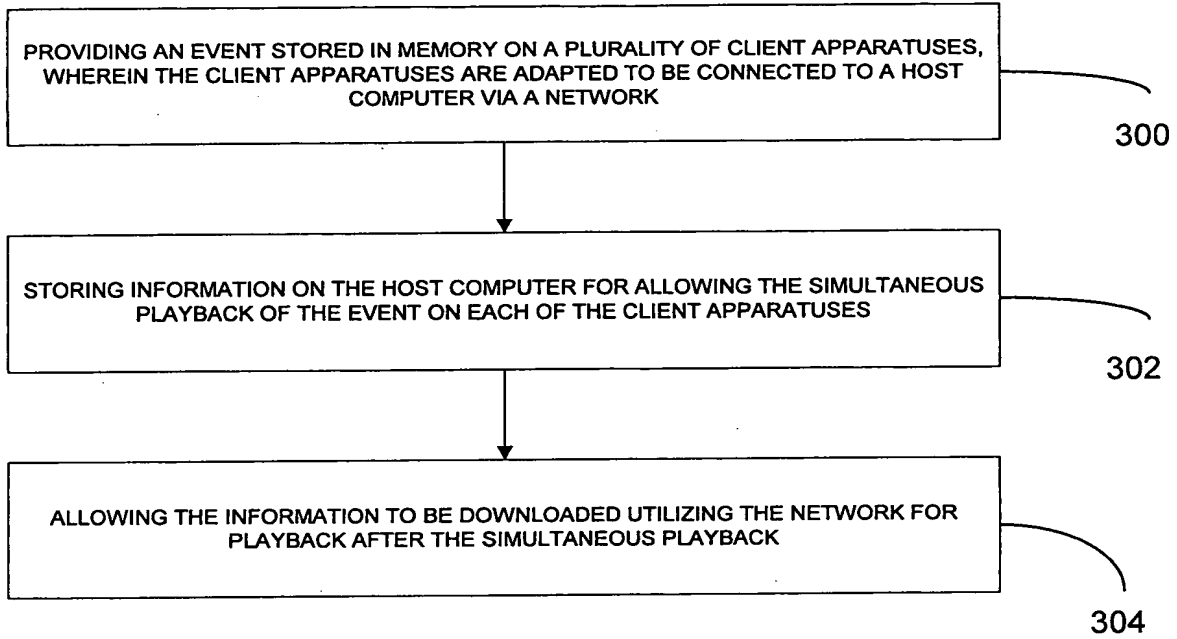 PROVIDING AN EVENT STORED IN MEMORY ON A PLURALITY OF CLIENT APPARATUSES,
WHEREIN THE CLIENT APPARATUSES ARE ADAPTED TO BE CONNECTED TO A HOST
COMPUTER VIA A NETWORK
300
STORING INFORMATION ON THE HOST COMPUTER FOR ALLOWING THE SIMULTANEOUS
PLAYBACK OF THE EVENT ON EACH OF THE CLIENT APPARATUSES
302
ALLOWING THE INFORMATION TO BE DOWNLOADED UTILIZING THE NETWORK FOR
PLAYBACK AFTER THE SIMULTANEOUS PLAYBACK
304